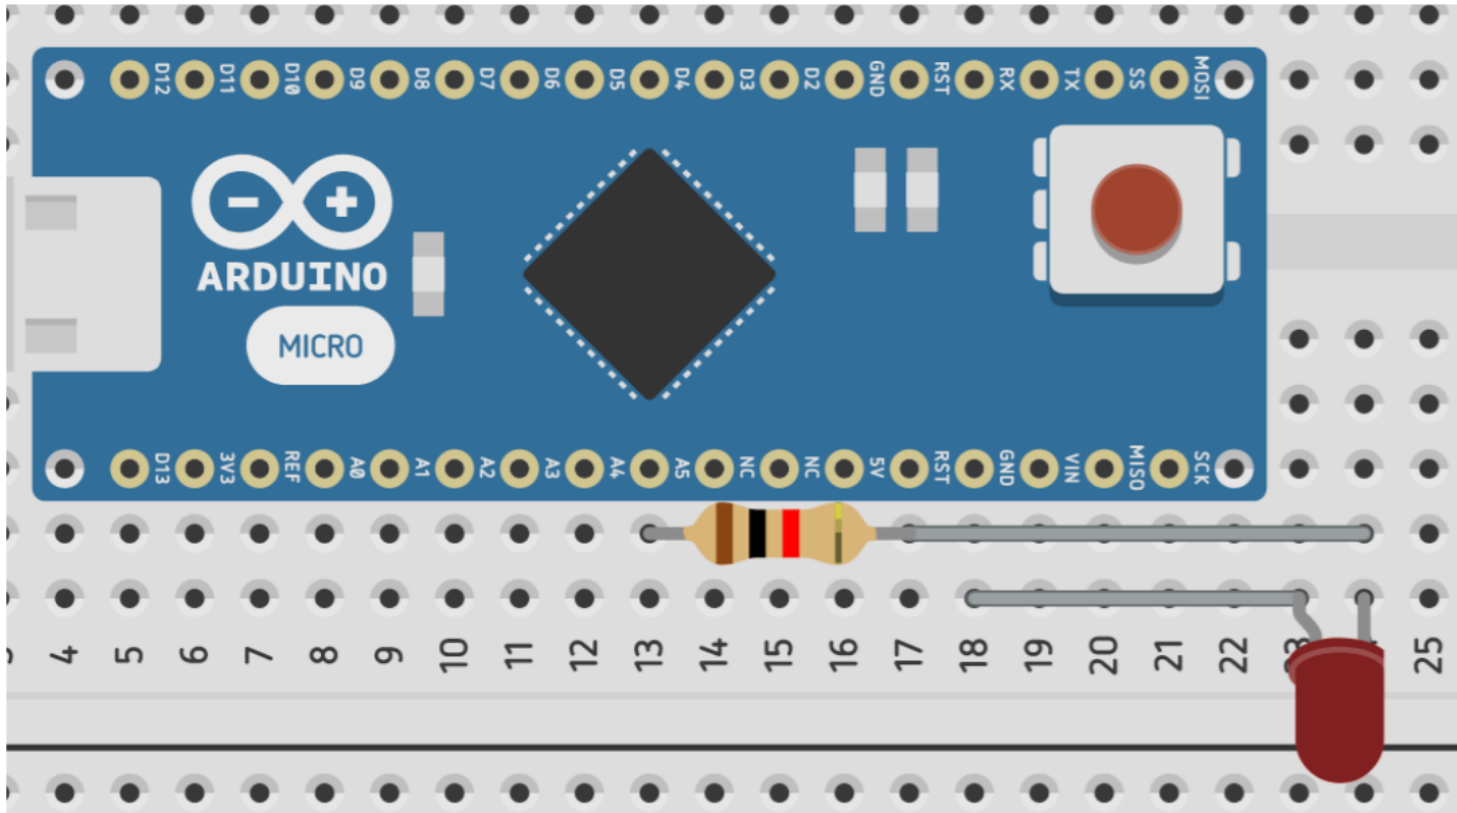 D12 D11 D10 D9 D8 D7 D6 D5 D4 D3 D2 GND RST RX TX SS MOSI
ARDUINO
MICRO
D13 3V3 REF A0 A1 A2 A3 A4 A5 NC NC 5V RST GND VIN MISO SCK
4 5 6 7 8 9 10 11 12 13 14 15 16 17 18 19 20 21 22 23 25